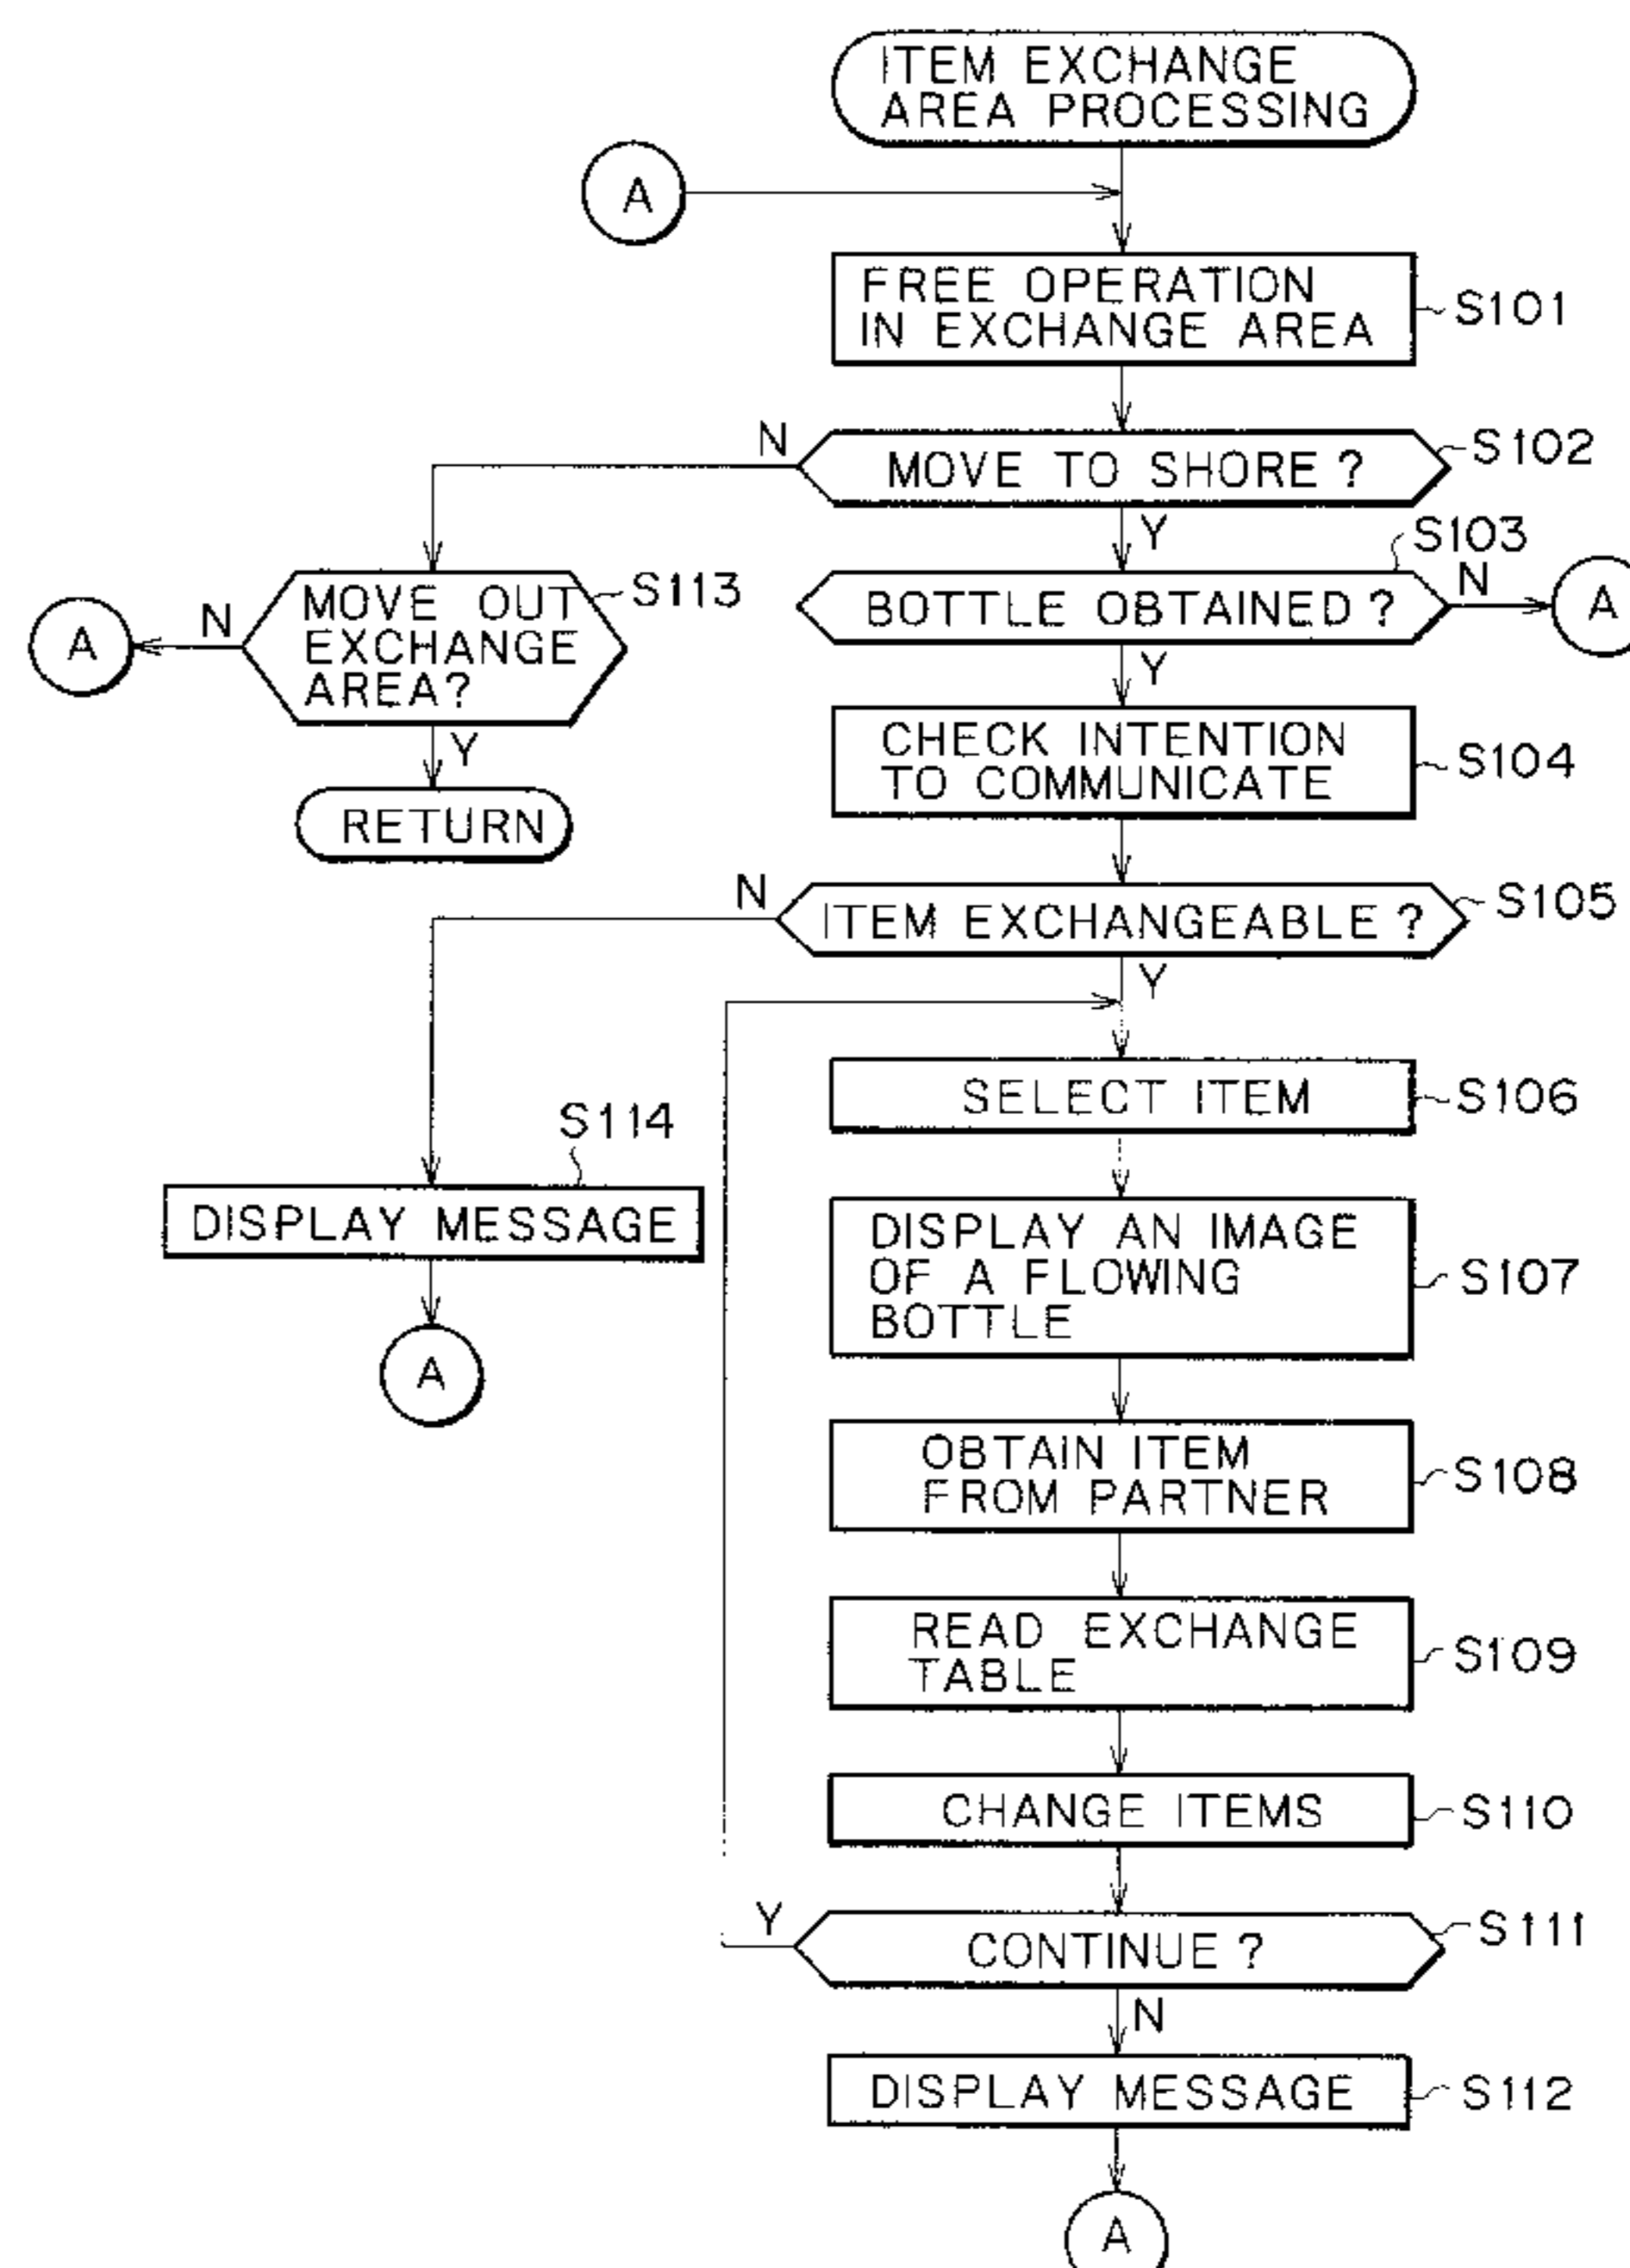 ITEM EXCHANGE
AREA PROCESSING
A
FREE OPERATION
IN EXCHANGE AREA
S101
N
MOVE TO SHORE ?
S102
Y
S103
BOTTLE OBTAINED ?
N
A
MOVE OUT
EXCHANGE
AREA?
S113
N
A
Y
RETURN
Y
CHECK INTENTION
TO COMMUNICATE
S104
N
ITEM EXCHANGEABLE ?
S105
Y
SELECT ITEM
S106
S114
DISPLAY MESSAGE
A
DISPLAY AN IMAGE
OF A FLOWING
BOTTLE
S107
OBTAIN ITEM
FROM PARTNER
S108
READ EXCHANGE
TABLE
S109
CHANGE ITEMS
S110
Y
CONTINUE ?
S111
N
DISPLAY MESSAGE
S112
A